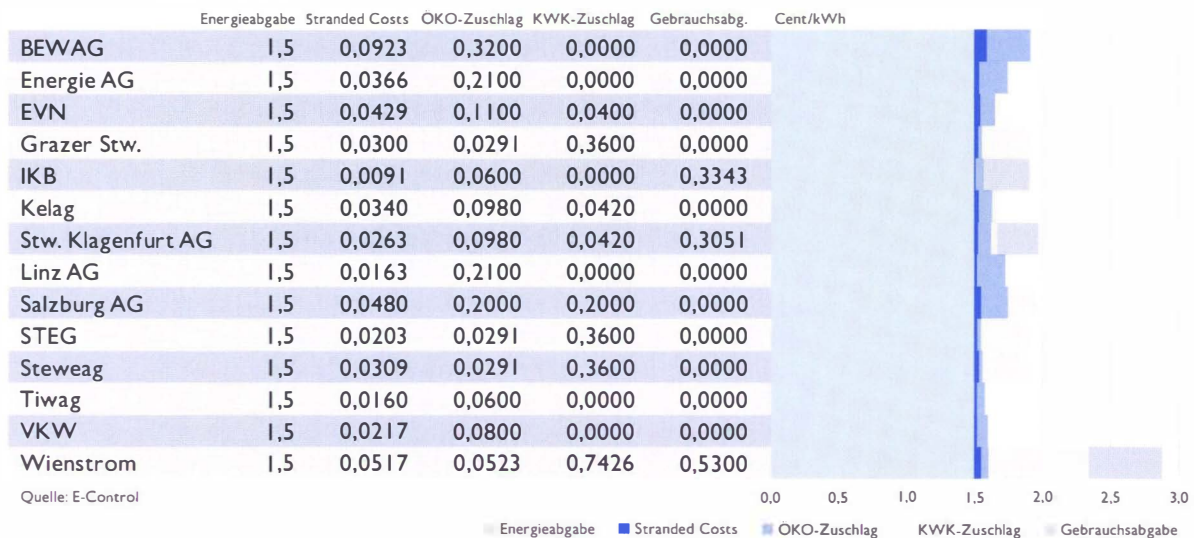 Energieabgabe Stranded Costs ÖKO-Zuschlag KWK-Zuschlag Gebrauchsabg. Cent/kWh
BEWAG 1,5 0,0923 0,3200 0,0000 0,0000
Energie AG 1,5 0,0366 0,2100 0,0000 0,0000
EVN 1,5 0,0429 0,1100 0,0400 0,0000
Grazer Stw. 1,5 0,0300 0,0291 0,3600 0,0000
IKB 1,5 0,0091 0,0600 0,0000 0,3343
Kelag 1,5 0,0340 0,0980 0,0420 0,0000
Stw. Klagenfurt AG 1,5 0,0263 0,0980 0,0420 0,3051
Linz AG 1,5 0,0163 0,2100 0,0000 0,0000
Salzburg AG 1,5 0,0480 0,2000 0,2000 0,0000
STEG 1,5 0,0203 0,0291 0,3600 0,0000
Steweag 1,5 0,0309 0,0291 0,3600 0,0000
Tiwag 1,5 0,0160 0,0600 0,0000 0,0000
VKW 1,5 0,0217 0,0800 0,0000 0,0000
Wienstrom 1,5 0,0517 0,0523 0,7426 0,5300
Quelle: E-Control
0,0 0,5 1,0 1,5 2,0 2,5 3,0
Energieabgabe Stranded Costs ÖKO-Zuschlag KWK-Zuschlag Gebrauchsabgabe